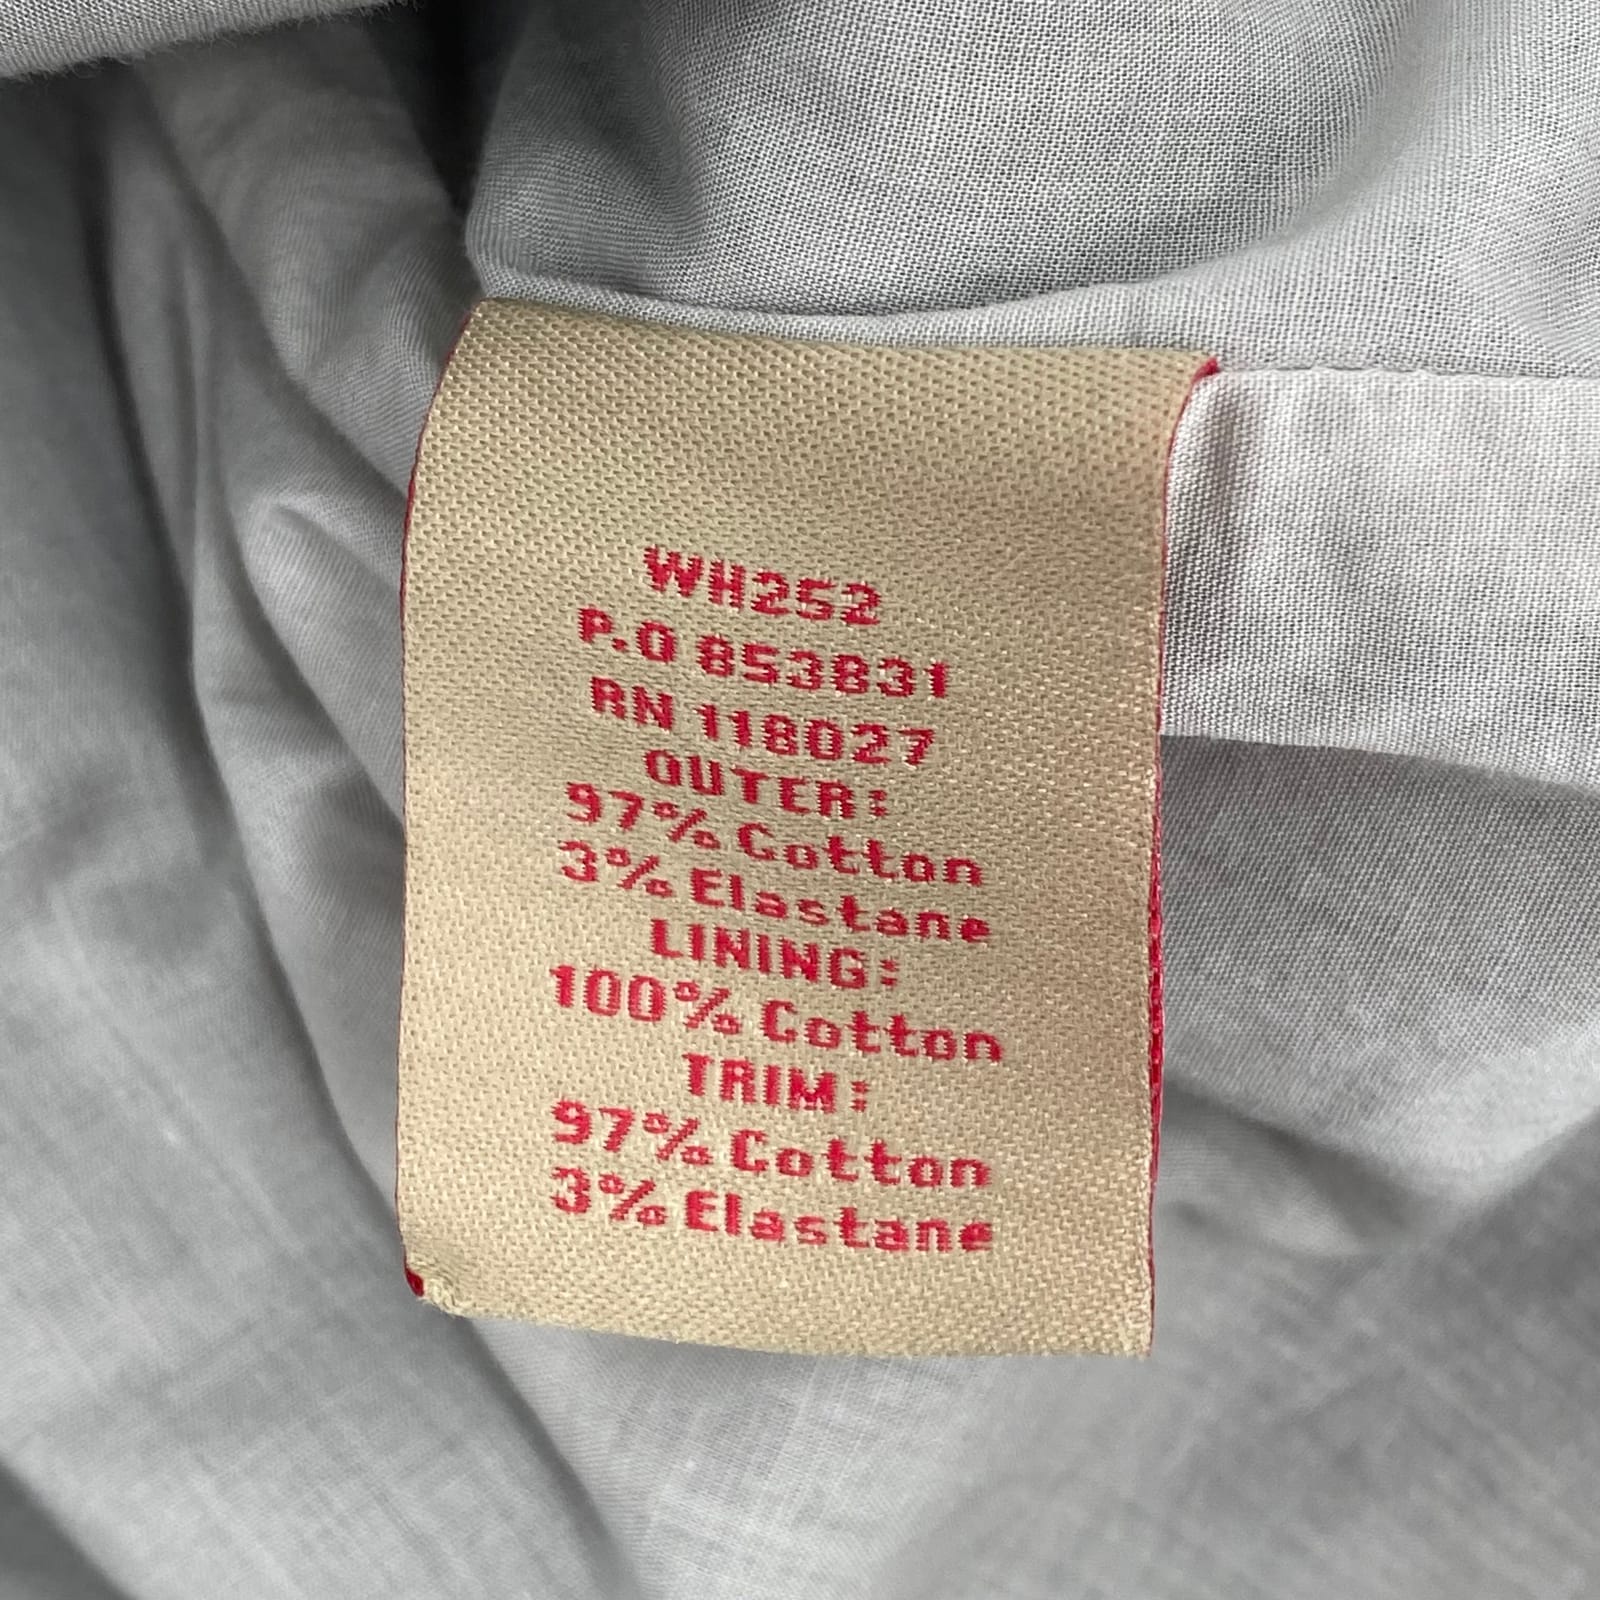 WH252
P.O 853831
RN 118027
OUTER:
97% Cotton
3% Elastane
LINING:
100% Cotton
TRIM:
97% Cotton
3% Elastane